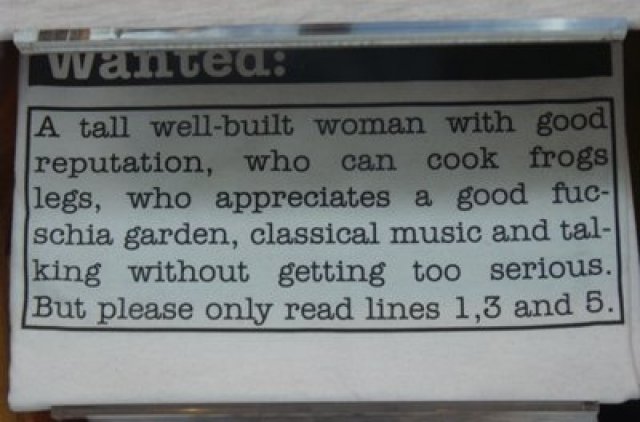 Wanted:
A tall well-built woman with good
reputation, who can cook frogs
legs, who appreciates a good fuc-
schia garden, classical music and tal-
king without getting too serious.
But please only read lines 1,3 and 5.